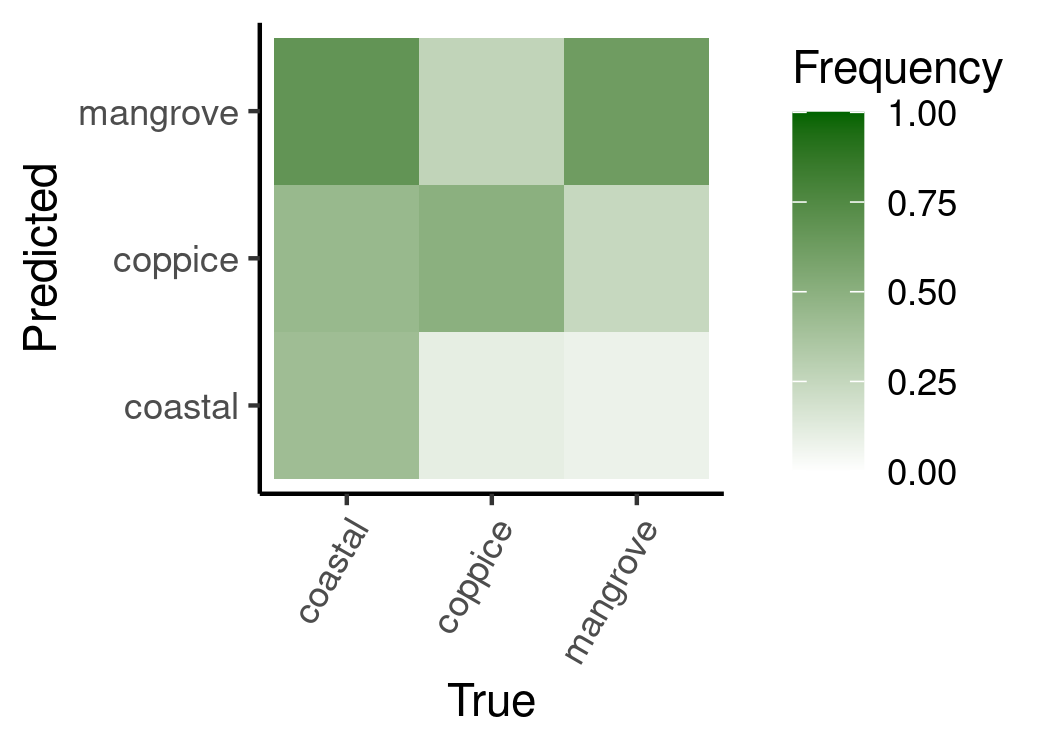 Frequency
1.00
0.75
0.50
0.25
0.00
Predicted
mangrove
coppice
coastal
coastal
coppice
mangrove
True